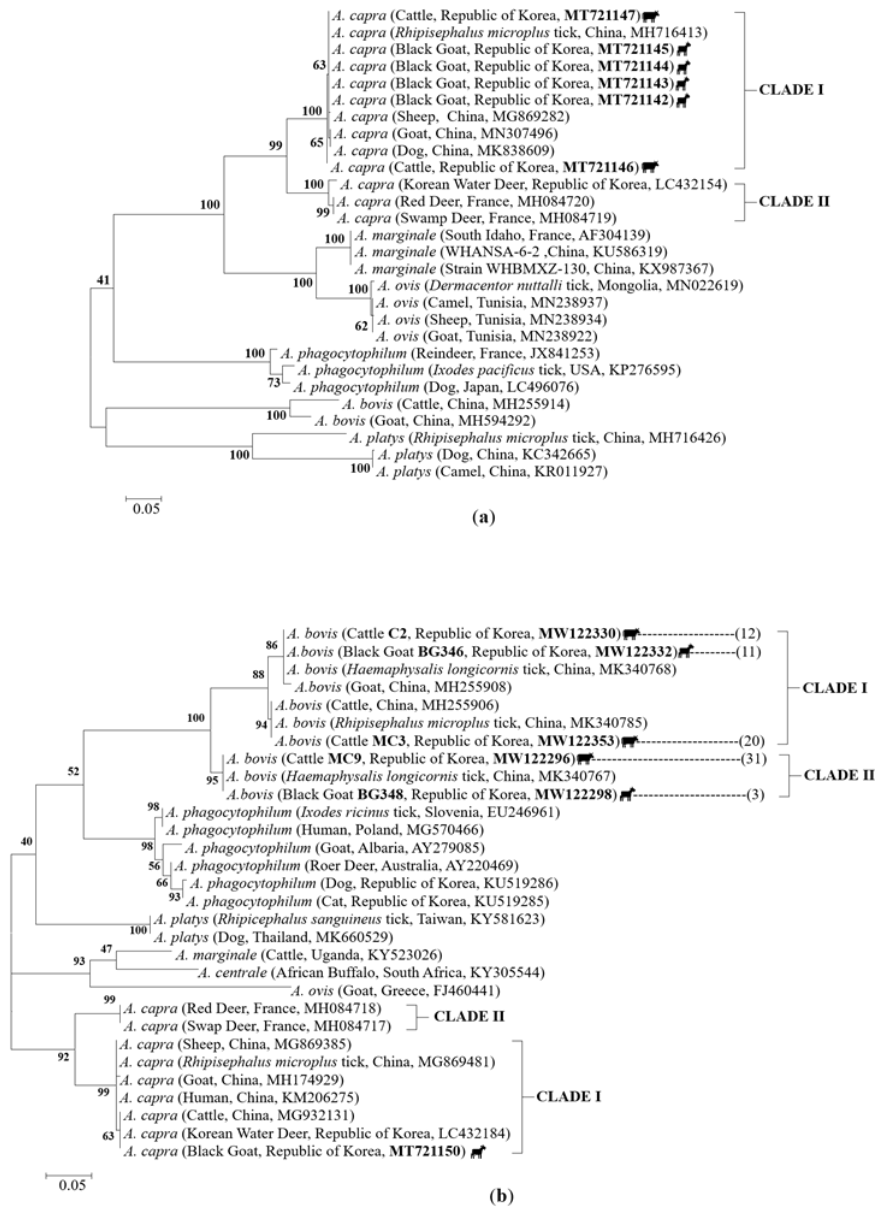 A. capra (Cattle, Republic of Korea, MT721147)
A. capra (Rhipisephalus microplus tick, China, MH716413)
A. capra (Black Goat, Republic of Korea, MT721145)
63
A. capra (Black Goat, Republic of Korea, MT721144)
A. capra (Black Goat, Republic of Korea, MT721143)
CLADE I
A. capra (Black Goat, Republic of Korea, MT721142)
100
A. capra (Sheep, China, MG869282)
A. capra (Goat, China, MN307496)
99
65
A. capra (Dog, China, MK838609)
A. capra (Cattle, Republic of Korea, MT721146)
100
A. capra (Korean Water Deer, Republic of Korea, LC432154)
A. capra (Red Deer, France, MH084720)
CLADE II
100
99
A. capra (Swamp Deer, France, MH084719)
A. marginale (South Idaho, France, AF304139)
100
A. marginale (WHANSA-6-2 ,China, KU586319)
A. marginale (Strain WHBMXZ-130, China, KX987367)
41
100
100
A. ovis (Dermacentor nuttalli tick, Mongolia, MN022619)
A. ovis (Camel, Tunisia, MN238937)
62
A. ovis (Sheep, Tunisia, MN238934)
A. ovis (Goat, Tunisia, MN238922)
100
A. phagocytophilum (Reindeer, France, JX841253)
A. phagocytophilum (Ixodes pacificus tick, USA, KP276595)
73
A. phagocytophilum (Dog, Japan, LC496076)
A. bovis (Cattle, China, MH255914)
100
A. bovis (Goat, China, MH594292)
A. platys (Rhipisephalus microplus tick, China, MH716426)
100
A. platys (Dog, China, KC342665)
100
A. platys (Camel, China, KR011927)
0.05
(a)
A. bovis (Cattle C2, Republic of Korea, MW122330) (12)
86
A.bovis (Black Goat BG346, Republic of Korea, MW122332) (11)
88
A. bovis (Haemaphysalis longicornis tick, China, MK340768)
A.bovis (Goat, China, MH255908)
CLADE I
A.bovis (Cattle, China, MH255906)
100
94
A. bovis (Rhipisephalus microplus tick, China, MK340785)
A.bovis (Cattle MC3, Republic of Korea, MW122353) (20)
A. bovis (Cattle MC9, Republic of Korea, MW122296) (31)
52
95
A. bovis (Haemaphysalis longicornis tick, China, MK340767)
CLADE II
A.bovis (Black Goat BG348, Republic of Korea, MW122298) (3)
98
A. phagocytophilum (Ixodes ricinus tick, Slovenia, EU246961)
A. phagocytophilum (Human, Poland, MG570466)
40
98
A. phagocytophilum (Goat, Albaria, AY279085)
56
A. phagocytophilum (Roer Deer, Australia, AY220469)
66
A. phagocytophilum (Dog, Republic of Korea, KU519286)
93
A. phagocytophilum (Cat, Republic of Korea, KU519285)
A. platys (Rhipicephalus sanguineus tick, Taiwan, KY581623)
100
A. platys (Dog, Thailand, MK660529)
47
A. marginale (Cattle, Uganda, KY523026)
93
A. centrale (African Buffalo, South Africa, KY305544)
A. ovis (Goat, Greece, FJ460441)
99
A. capra (Red Deer, France, MH084718)
CLADE II
A. capra (Swap Deer, France, MH084717)
A. capra (Sheep, China, MG869385)
92
A. capra (Rhipisephalus microplus tick, China, MG869481)
A. capra (Goat, China, MH174929)
99
A. capra (Human, China, KM206275)
CLADE I
A. capra (Cattle, China, MG932131)
63
A. capra (Korean Water Deer, Republic of Korea, LC432184)
A. capra (Black Goat, Republic of Korea, MT721150)
0.05
(b)